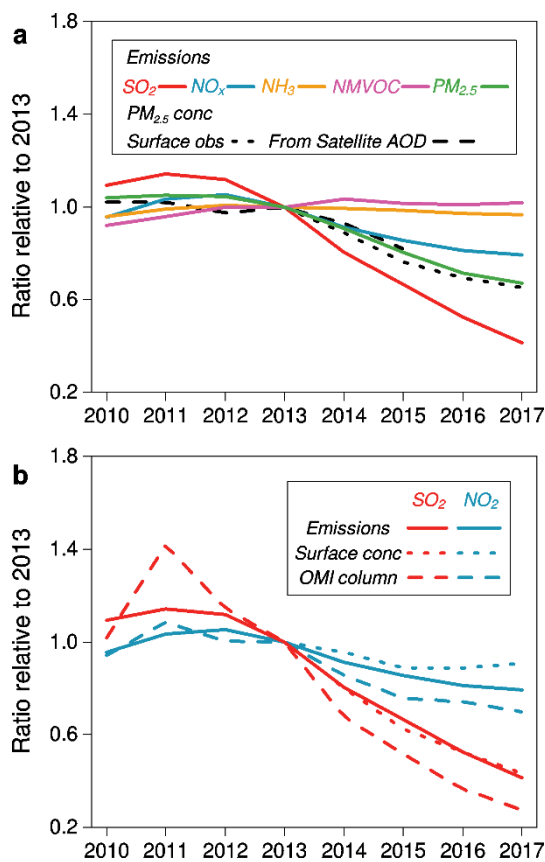 a
Ratio relative to 2013
1.8
1.4
1.0
0.6
0.2
Emissions
SO2 NOx NH3 NMVOC PM2.5
PM2.5 conc
Surface obs From Satellite AOD
2010 2011 2012 2013 2014 2015 2016 2017
b
Ratio relative to 2013
1.8
1.4
1.0
0.6
0.2
SO2 NO2
Emissions
Surface conc
OMI column
2010 2011 2012 2013 2014 2015 2016 2017